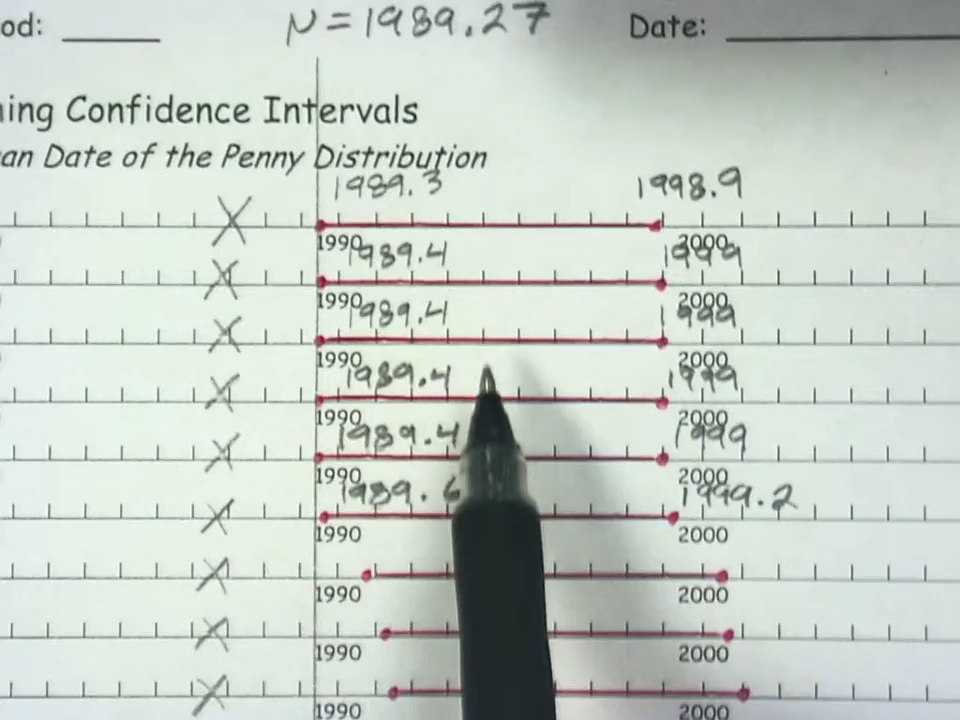 od: N = 1989.27 Date:
ning Confidence Intervals
an Date of the Penny Distribution
1989.3 1998.9
X
1990 2000
1989.4 1999
X
1990 2000
1989.4 1999
X
1990 2000
1989.4 1999
X
1990 2000
1989.4 1999
X
1990 2000
1989.6 1999.2
X
1990 2000
X
1990 2000
X
1990 2000
X
1990 2000